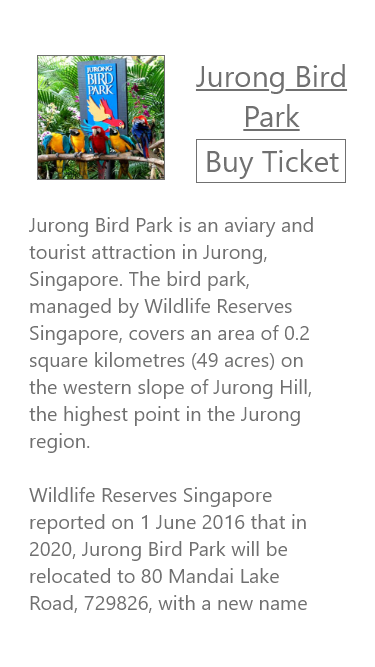 JURONG
BIRD
PARK
Jurong Bird
Park
Buy Ticket
Jurong Bird Park is an aviary and
tourist attraction in Jurong,
Singapore. The bird park,
managed by Wildlife Reserves
Singapore, covers an area of 0.2
square kilometres (49 acres) on
the western slope of Jurong Hill,
the highest point in the Jurong
region.
Wildlife Reserves Singapore
reported on 1 June 2016 that in
2020, Jurong Bird Park will be
relocated to 80 Mandai Lake
Road, 729826, with a new name